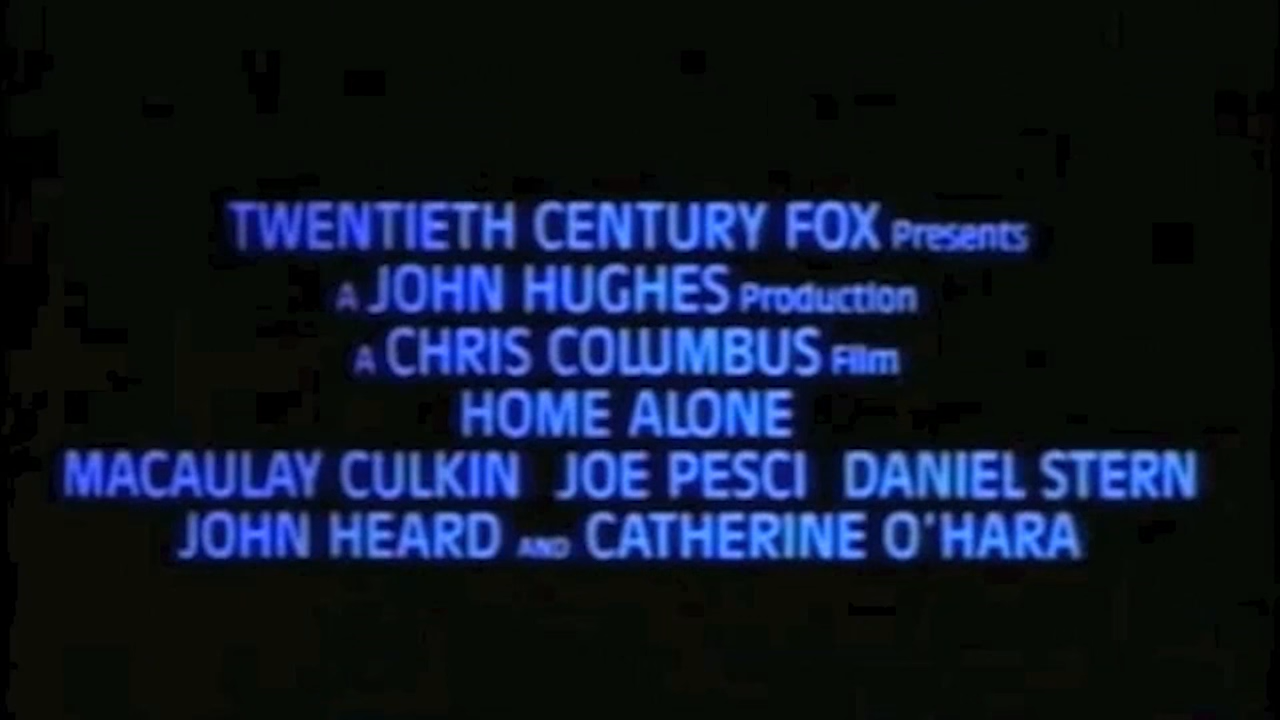 TWENTIETH CENTURY FOX Presents
A JOHN HUGHES Production
A CHRIS COLUMBUS Film
HOME ALONE
MACAULAY CULKIN JOE PESCI DANIEL STERN
JOHN HEARD AND CATHERINE O'HARA